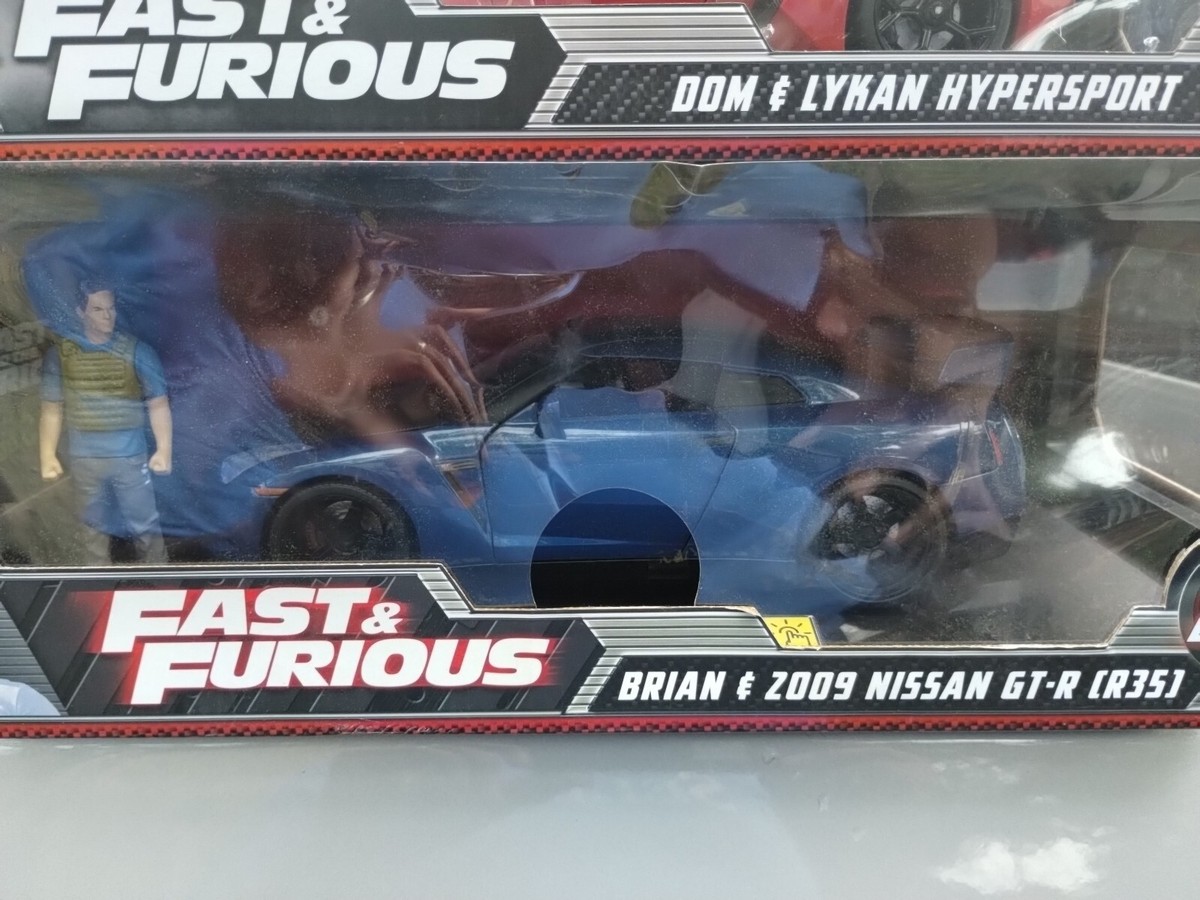 FAST &
FURIOUS
DOM & LYKAN HYPERSPORT
FAST &
FURIOUS
BRIAN & 2009 NISSAN GT-R (R35)